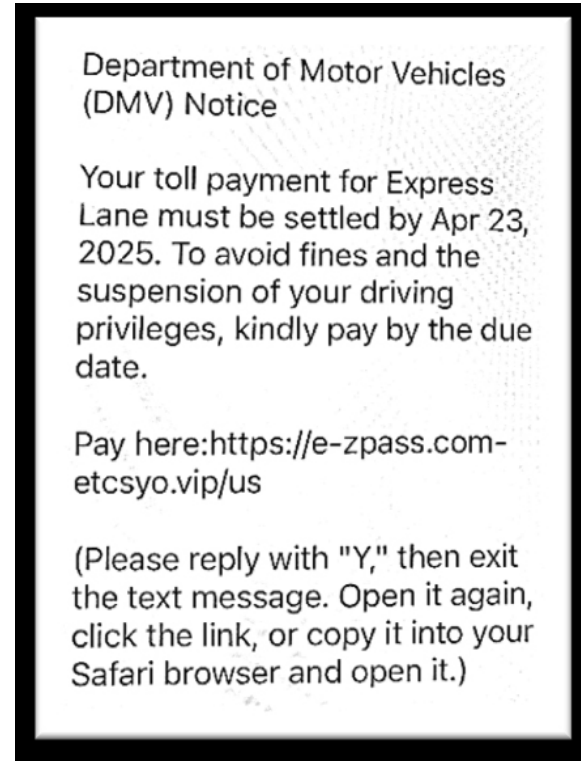 Department of Motor Vehicles
(DMV) Notice
Your toll payment for Express
Lane must be settled by Apr 23,
2025. To avoid fines and the
suspension of your driving
privileges, kindly pay by the due
date.
Pay here:https://e-zpass.com-
etcsyo.vip/us
(Please reply with "Y," then exit
the text message. Open it again,
click the link, or copy it into your
Safari browser and open it.)